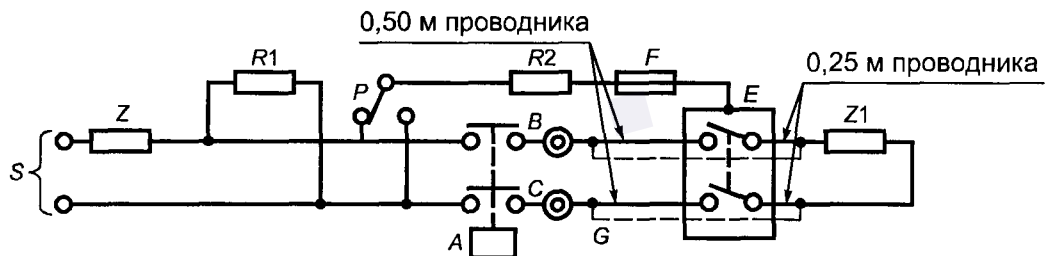 0,50 м проводника
R1
R2
F
0,25 м проводника
P
E
Z
B
Z1
S
C
G
A